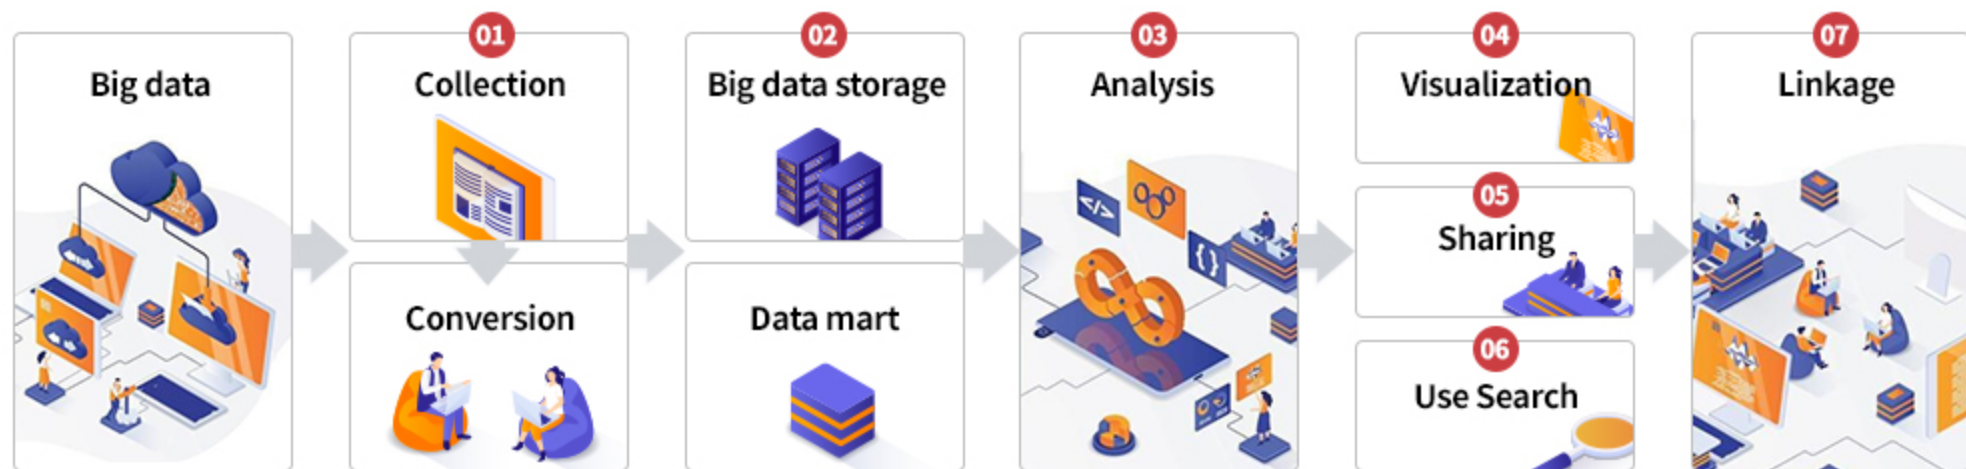 Big data
01
Collection
Conversion
02
Big data storage
Data mart
03
Analysis
</>
{}
04
Visualization
05
Sharing
06
Use Search
07
Linkage